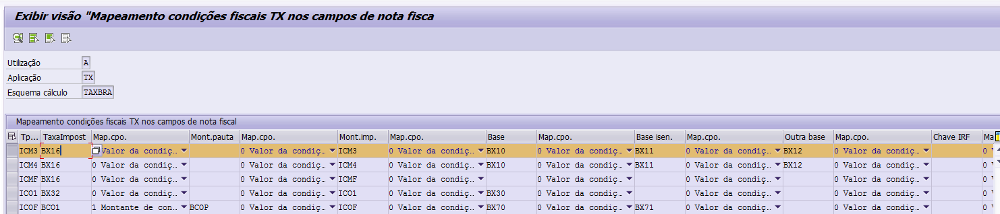 Exibir visão "Mapeamento condições fiscais TX nos campos de nota fisca
Utilização A
Aplicação TX
Esquema cálculo TAXBRA
Mapeamento condições fiscais TX nos campos de nota fiscal
Tp... TaxaImpost Map.cpo. Mont.pauta Map.cpo. Mont.imp. Map.cpo. Base Map.cpo. Base isen. Map.cpo. Outra base Map.cpo. Chave IRF Ma
ICM3 BX16 Valor da condiç... 0 Valor da condiç... ICM3 0 Valor da condiç... BX10 0 Valor da condiç... BX11 0 Valor da condiç... BX12 0 Valor da condiç... 0 V
ICM4 BX16 0 Valor da condiç... 0 Valor da condiç... ICM4 0 Valor da condiç... BX10 0 Valor da condiç... BX11 0 Valor da condiç... BX12 0 Valor da condiç... 0 V
ICMF BX16 0 Valor da condiç... 0 Valor da condiç... ICMF 0 Valor da condiç... 0 Valor da condiç... 0 Valor da condiç... 0 Valor da condiç... 0 V
ICO1 BX32 0 Valor da condiç... 0 Valor da condiç... ICO1 0 Valor da condiç... BX30 0 Valor da condiç... 0 Valor da condiç... 0 Valor da condiç... 0 V
ICOF BCO1 1 Montante de con... BCOP 0 Valor da condiç... ICOF 0 Valor da condiç... BX70 0 Valor da condiç... BX71 0 Valor da condiç... 0 Valor da condiç... 0 V